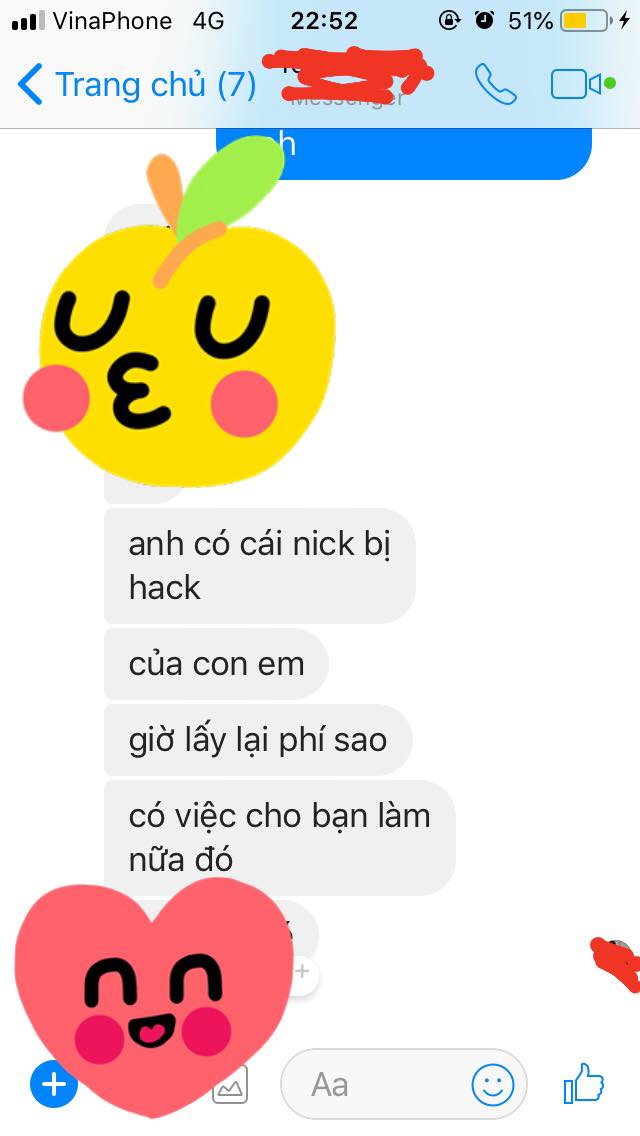 VinaPhone 4G 22:52 51%
Trang chủ (7)
Messenger
h
anh có cái nick bị
hack
của con em
giờ lấy lại phí sao
có việc cho bạn làm
nữa đó
Aa